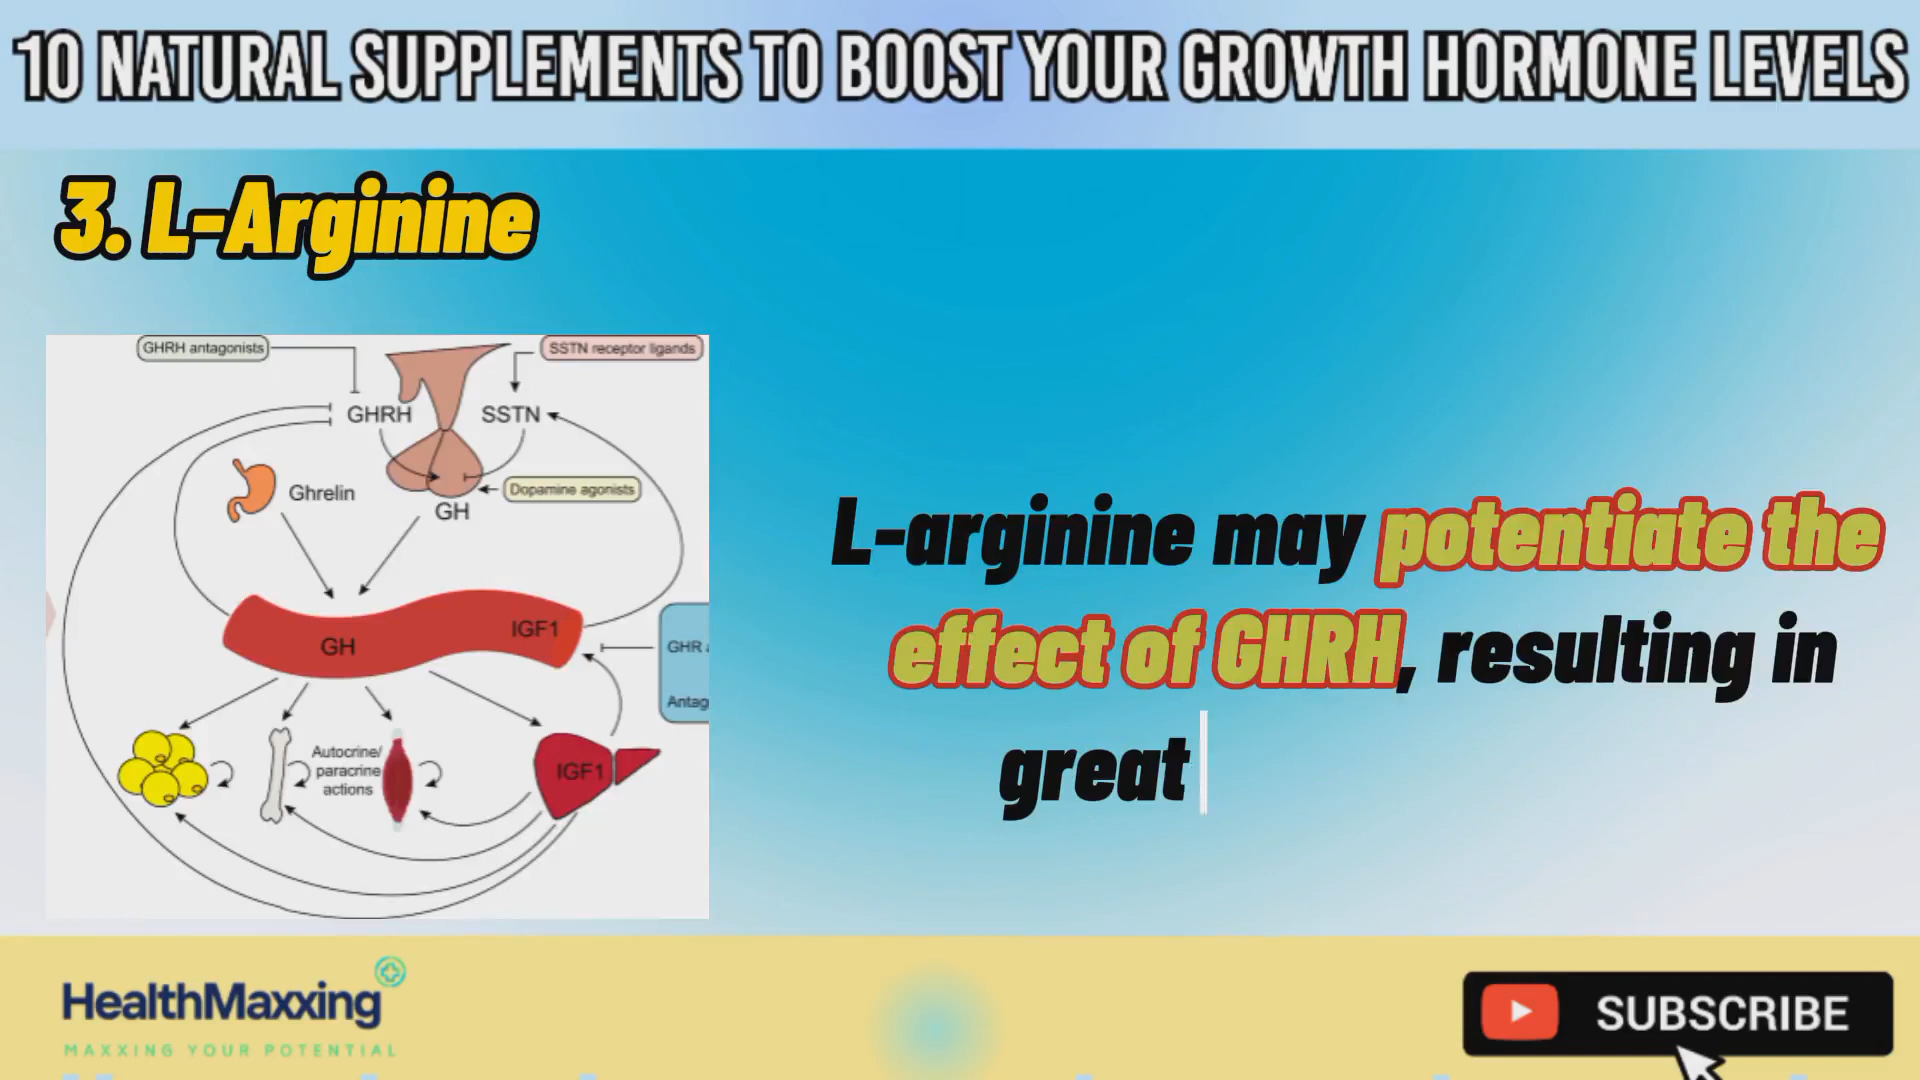 10 NATURAL SUPPLEMENTS TO BOOST YOUR GROWTH HORMONE LEVELS
3. L-Arginine
GHRH antagonists
SSTN receptor ligands
GHRH
SSTN
Ghrelin
Dopamine agonists
GH
GH
IGF1
GHR
Antag
Autocrine/
paracrine
actions
IGF1
L-arginine may potentiate the
effect of GHRH, resulting in
great
HealthMaxxing
MAXXING YOUR POTENTIAL
SUBSCRIBE